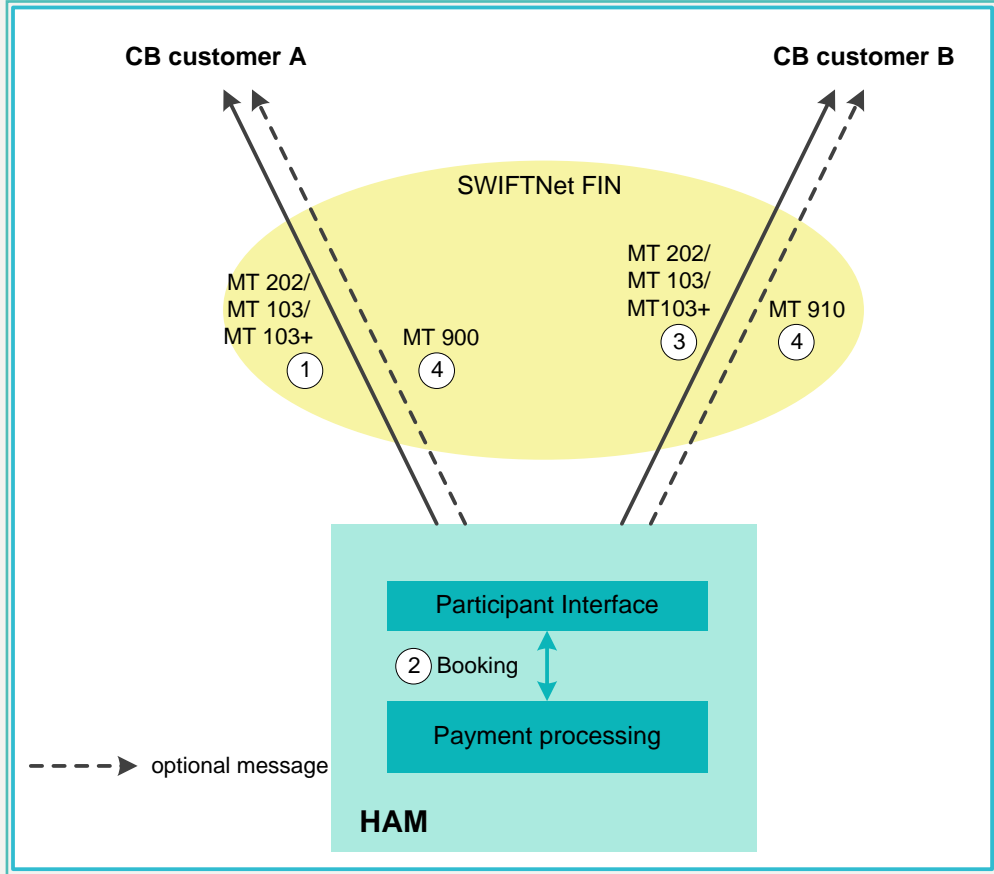 CB customer A
CB customer B
SWIFTNet FIN
MT 202/
MT 103/
MT 103+
1
MT 900
4
MT 202/
MT 103/
MT103+
3
MT 910
4
Participant Interface
2 Booking
Payment processing
optional message
HAM